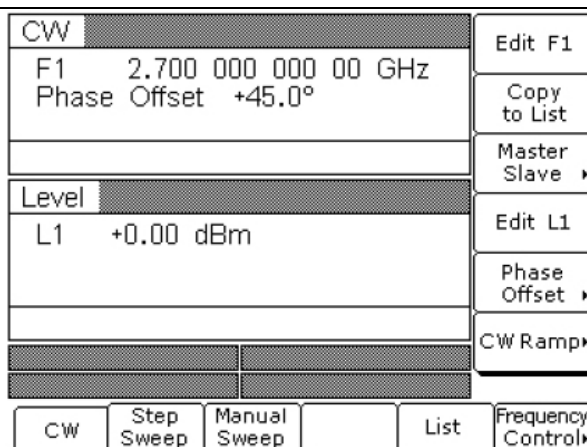 CW
F1 2.700 000 000 00 GHz
Phase Offset +45.0°
Level
L1 +0.00 dBm
Edit F1
Copy
to List
Master
Slave
Edit L1
Phase
Offset
CW Ramp
CW
Step
Sweep
Manual
Sweep
List
Frequency
Control